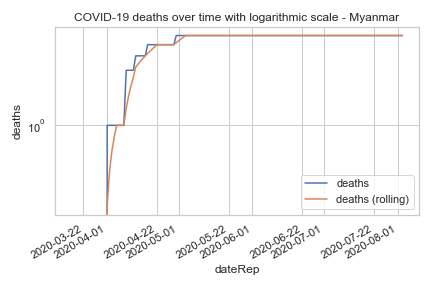 COVID-19 deaths over time with logarithmic scale - Myanmar
deaths
10⁰
deaths
deaths (rolling)
2020-03-22
2020-04-01
2020-04-22
2020-05-01
2020-05-22
2020-06-01
2020-06-22
2020-07-01
2020-07-22
2020-08-01
dateRep